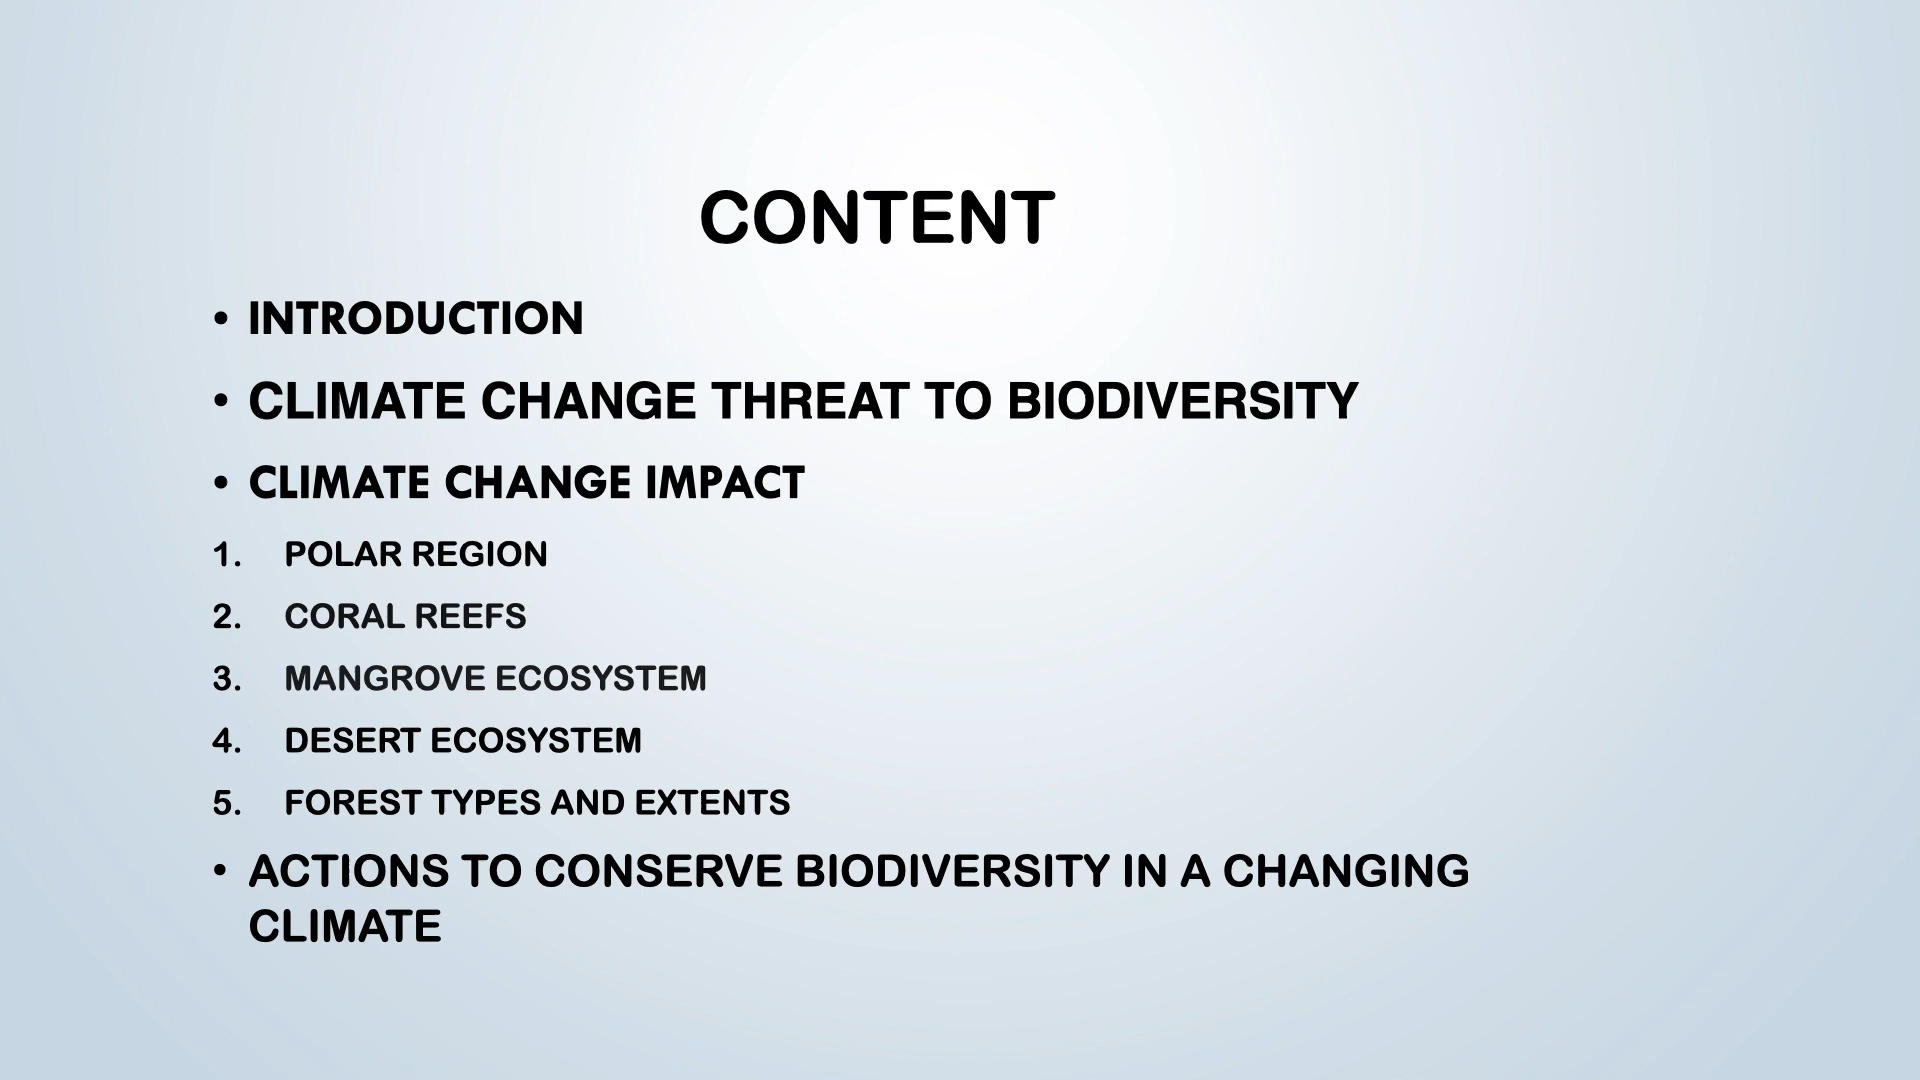 CONTENT
• INTRODUCTION
• CLIMATE CHANGE THREAT TO BIODIVERSITY
• CLIMATE CHANGE IMPACT
1. POLAR REGION
2. CORAL REEFS
3. MANGROVE ECOSYSTEM
4. DESERT ECOSYSTEM
5. FOREST TYPES AND EXTENTS
• ACTIONS TO CONSERVE BIODIVERSITY IN A CHANGING
CLIMATE